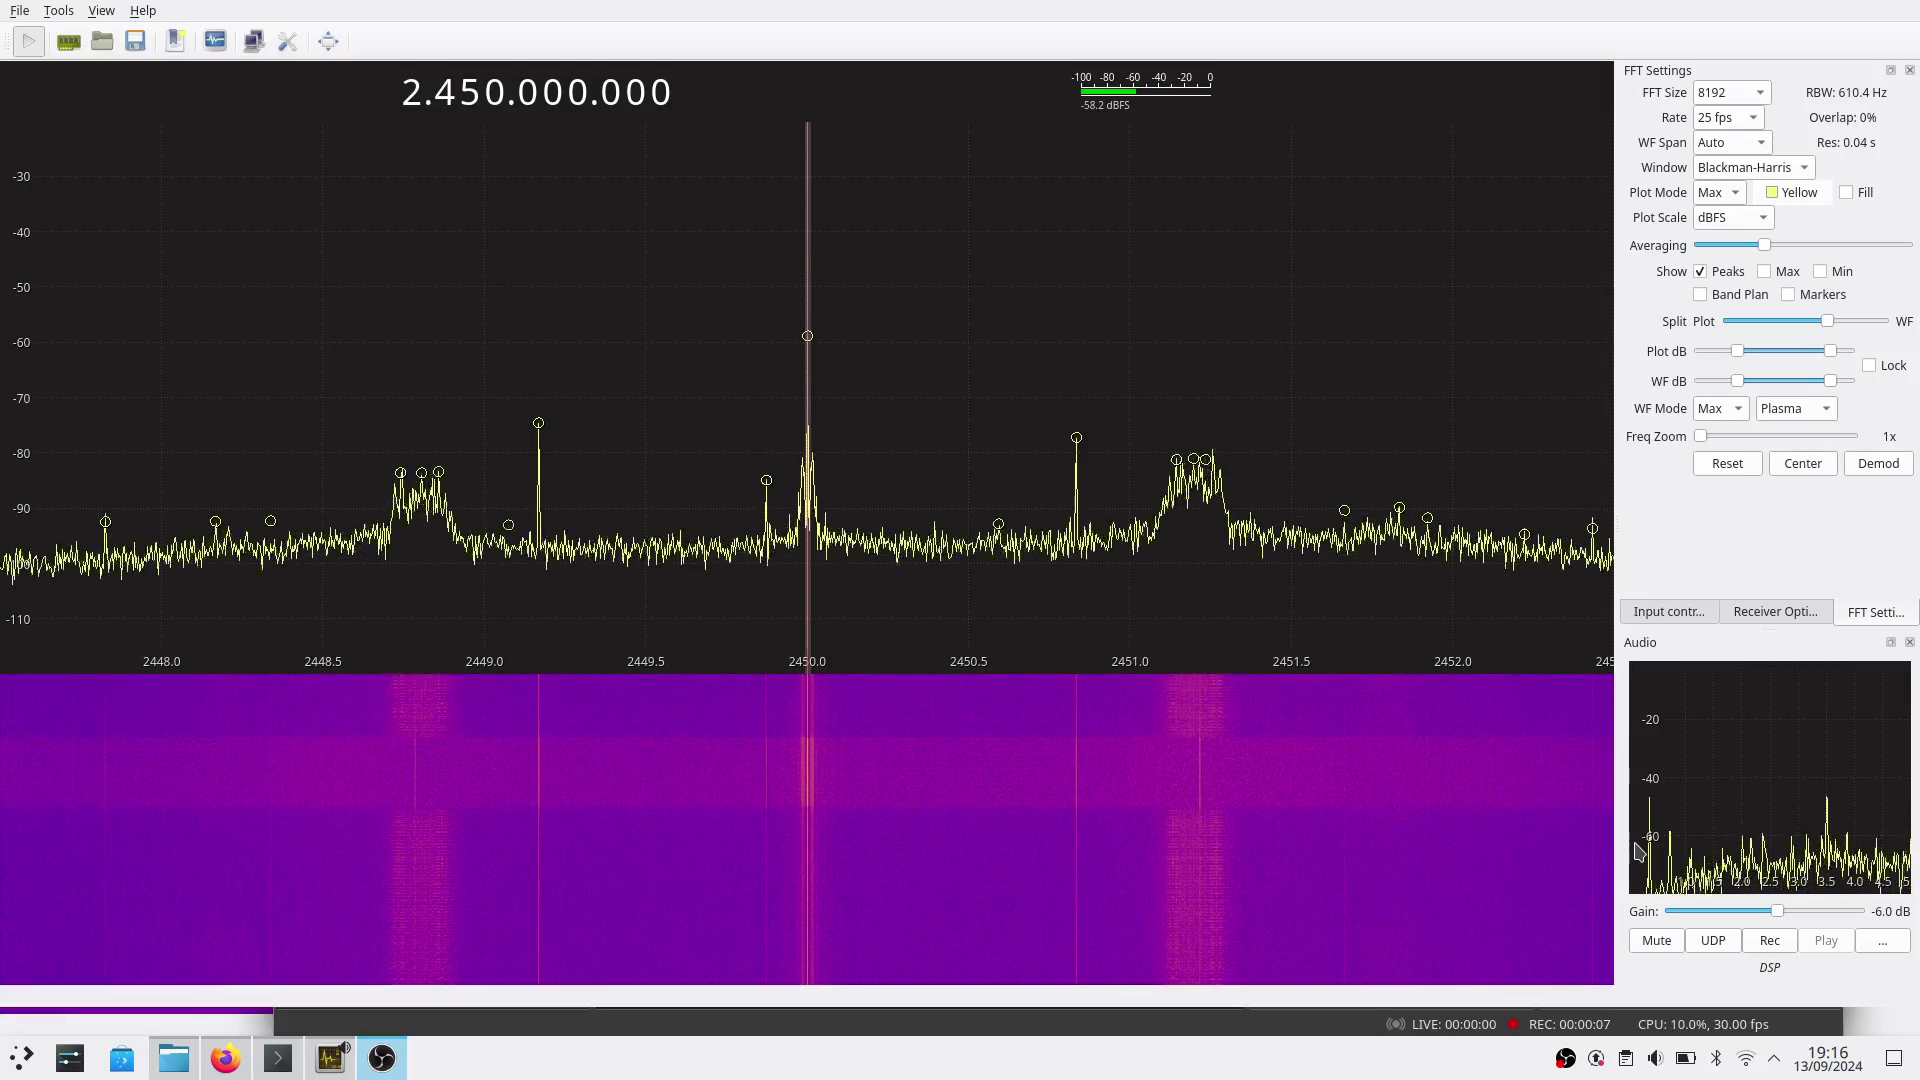 File Tools View Help
2.450.000.000
-100 -80 -60 -40 -20 0
-58.2 dBFS
-30
-40
-50
-60
-70
-80
-90
-110
2448.0 2448.5 2449.0 2449.5 2450.0 2450.5 2451.0 2451.5 2452.0
FFT Settings
FFT Size 8192 RBW: 610.4 Hz
Rate 25 fps Overlap: 0%
WF Span Auto Res: 0.04 s
Window Blackman-Harris
Plot Mode Max Yellow Fill
Plot Scale dBFS
Averaging
Show Peaks Max Min
Band Plan Markers
Split Plot WF
Plot dB
Lock
WF dB
WF Mode Max Plasma
Freq Zoom 1x
Reset Center Demod
Input contr... Receiver Opti... FFT Setti...
Audio
-20
-40
-60
2.0 2.5 3.0 3.5 4.0 4.5
Gain: -6.0 dB
Mute UDP Rec Play ...
DSP
LIVE: 00:00:00 REC: 00:00:07 CPU: 10.0%, 30.00 fps
19:16
13/09/2024